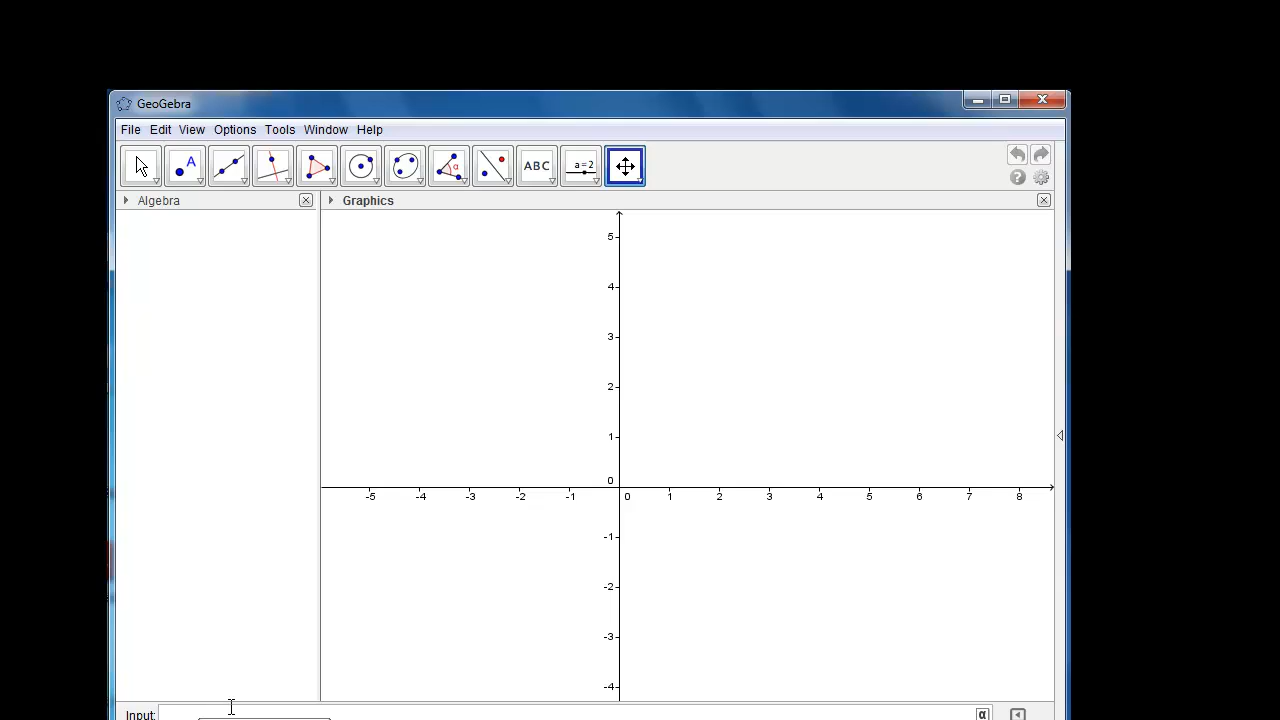 GeoGebra
File Edit View Options Tools Window Help
A α ABC a=2
Algebra Graphics
5
4
3
2
1
0
-5 -4 -3 -2 -1 0 1 2 3 4 5 6 7 8
-1
-2
-3
-4
Input: α